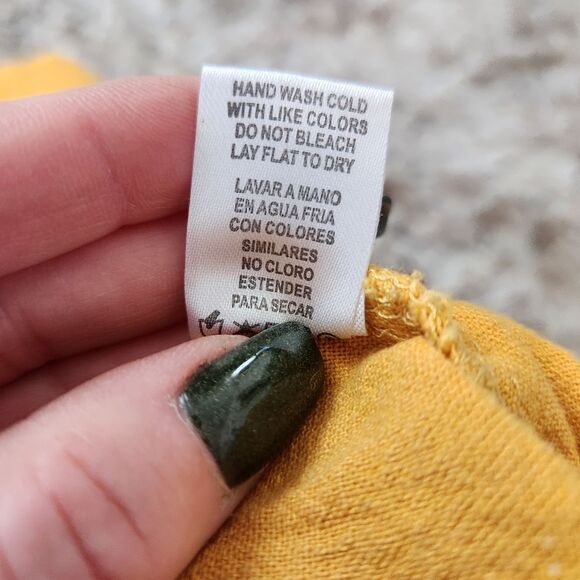 HAND WASH COLD
WITH LIKE COLORS
DO NOT BLEACH
LAY FLAT TO DRY
LAVAR A MANO
EN AGUA FRIA
CON COLORES
SIMILARES
NO CLORO
ESTENDER
PARA SECAR